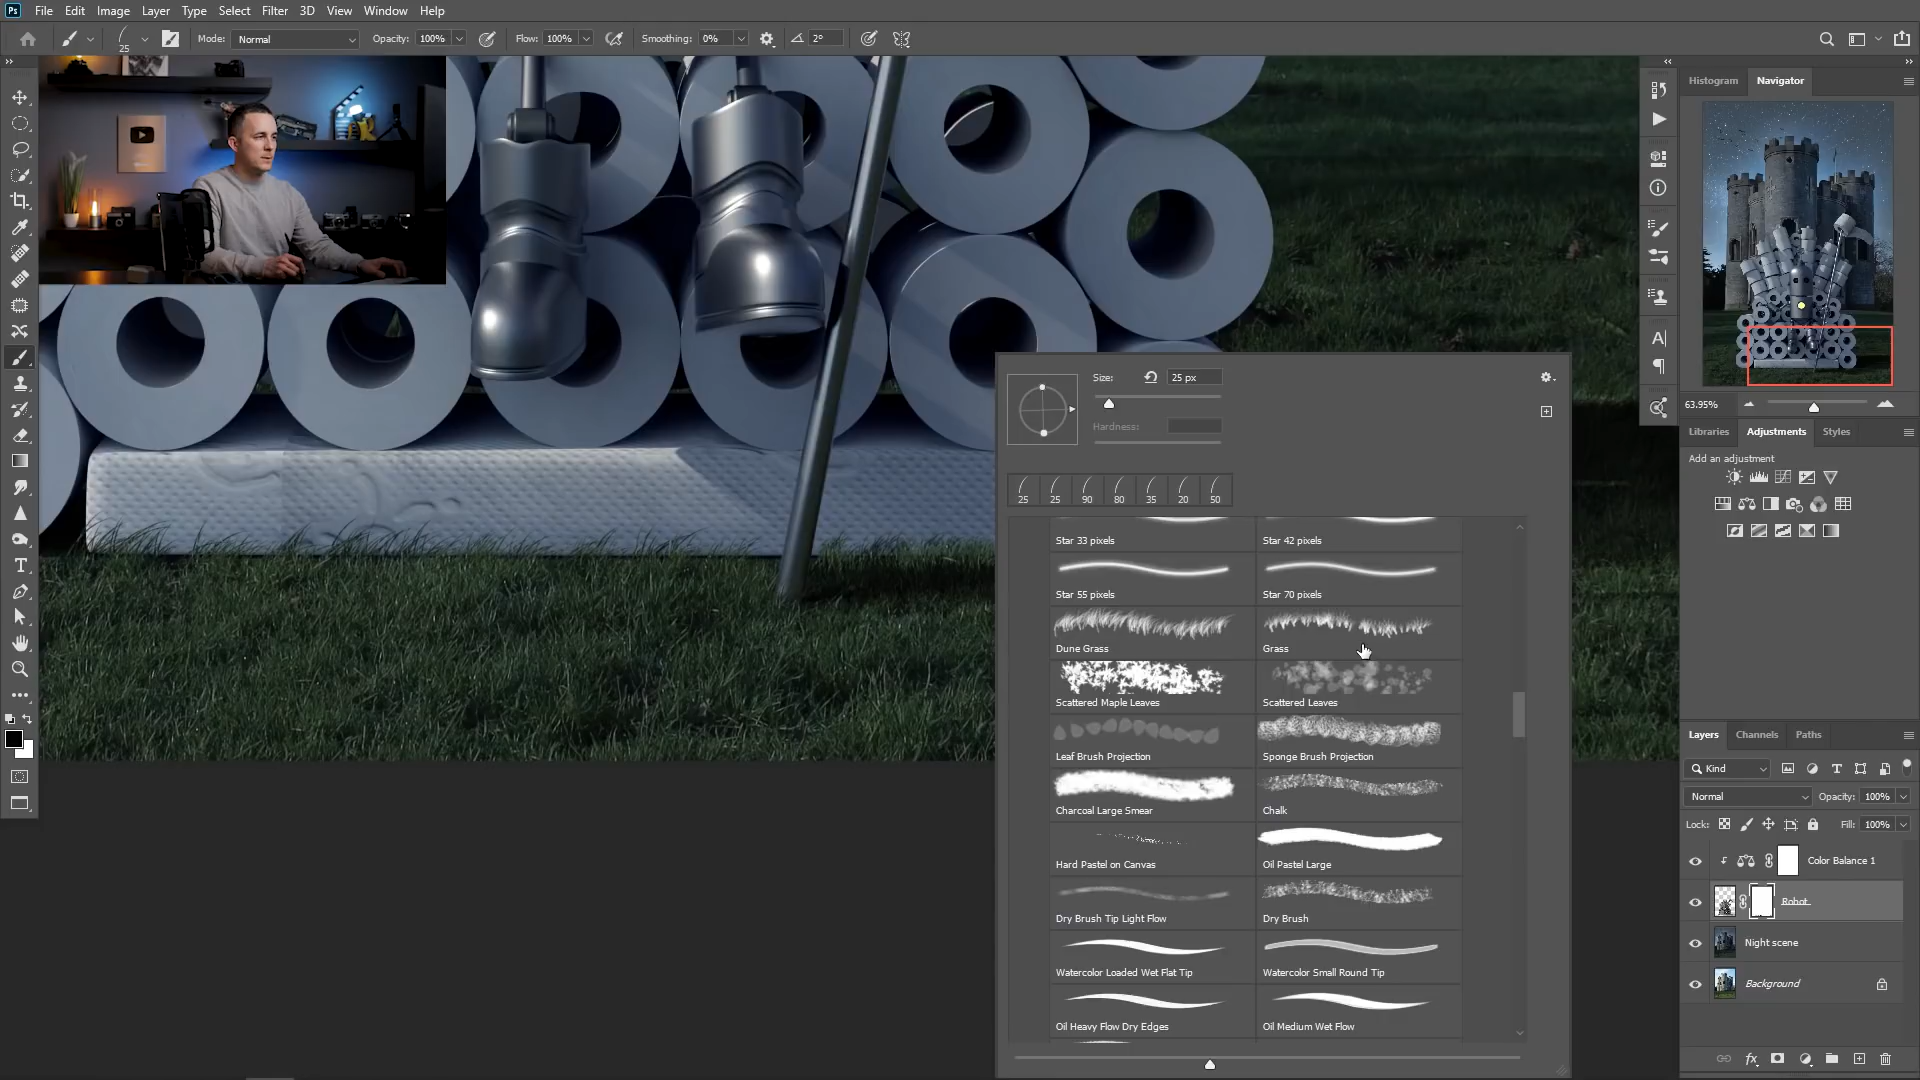 Ps File Edit Image Layer Type Select Filter 3D View Window Help
25 Mode: Normal Opacity: 100% Flow: 100% Smoothing: 0% 2°
Histogram Navigator
63.95%
Libraries Adjustments Styles
Add an adjustment
Size: 25 px
Hardness:
25 25 90 80 35 20 50
Star 33 pixels Star 42 pixels
Star 55 pixels Star 70 pixels
Dune Grass Grass
Scattered Maple Leaves Scattered Leaves
Leaf Brush Projection Sponge Brush Projection
Charcoal Large Smear Chalk
Hard Pastel on Canvas Oil Pastel Large
Dry Brush Tip Light Flow Dry Brush
Watercolor Loaded Wet Flat Tip Watercolor Small Round Tip
Oil Heavy Flow Dry Edges Oil Medium Wet Flow
Layers Channels Paths
Kind
Normal Opacity: 100%
Lock: Fill: 100%
Color Balance 1
Robot
Night scene
Background